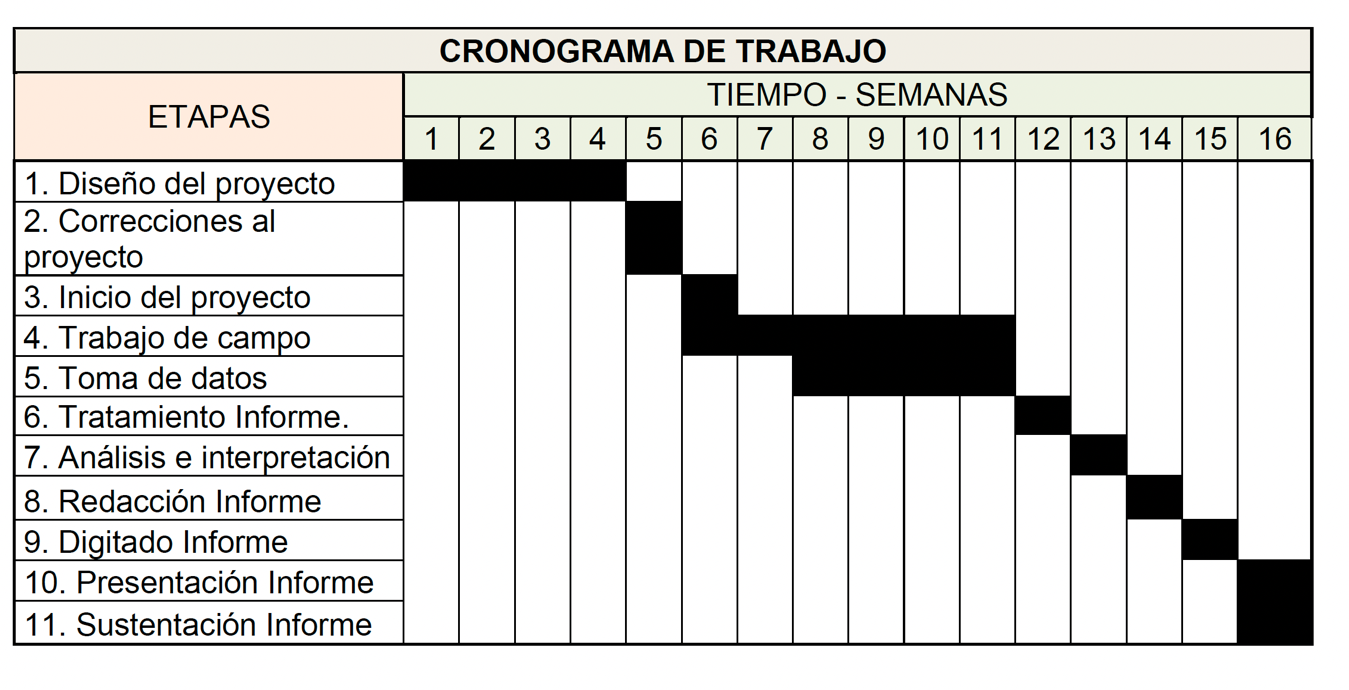 CRONOGRAMA DE TRABAJO
ETAPAS
TIEMPO - SEMANAS
1 2 3 4 5 6 7 8 9 10 11 12 13 14 15 16
1. Diseño del proyecto
2. Correcciones al
proyecto
3. Inicio del proyecto
4. Trabajo de campo
5. Toma de datos
6. Tratamiento Informe.
7. Análisis e interpretación
8. Redacción Informe
9. Digitado Informe
10. Presentación Informe
11. Sustentación Informe